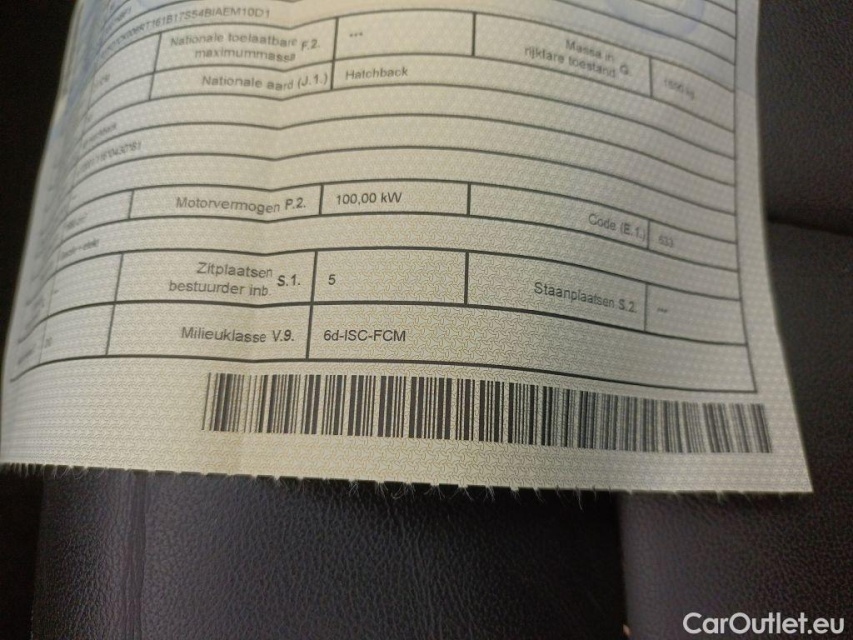 Nationale toelaatbare F.2. ---
maximummassa
Massa in G.
rijklare toestand
Nationale aard (J.1.) Hatchback
Motorvermogen P.2. 100,00 kW
Code (E.1.) 633
Zitplaatsen S.1. 5
bestuurder inb.
Staanplaatsen S.2. ---
Milieuklasse V.9. 6d-ISC-FCM
CarOutlet.eu